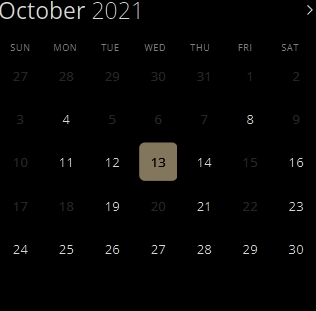 October 2021 >
SUN MON TUE WED THU FRI SAT
27 28 29 30 31 1 2
3 4 5 6 7 8 9
10 11 12 13 14 15 16
17 18 19 20 21 22 23
24 25 26 27 28 29 30